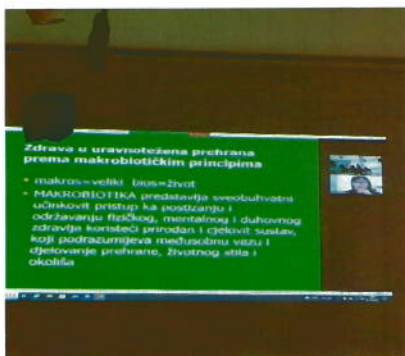 Zdrava u uravnotežena prehrana
prema makrobiotičkim principima
makros=veliki bios=život
MAKROBIOTIKA predstavlja sveobuhvatni
učinkovit pristup ka postizanju i
održavanju fizičkog, mentalnog i duhovnog
zdravlja koristeći prirodan i cjelovit sustav,
koji podrazumijeva međusobnu vezu i
djelovanje prehrane, životnog stila i
okoliša